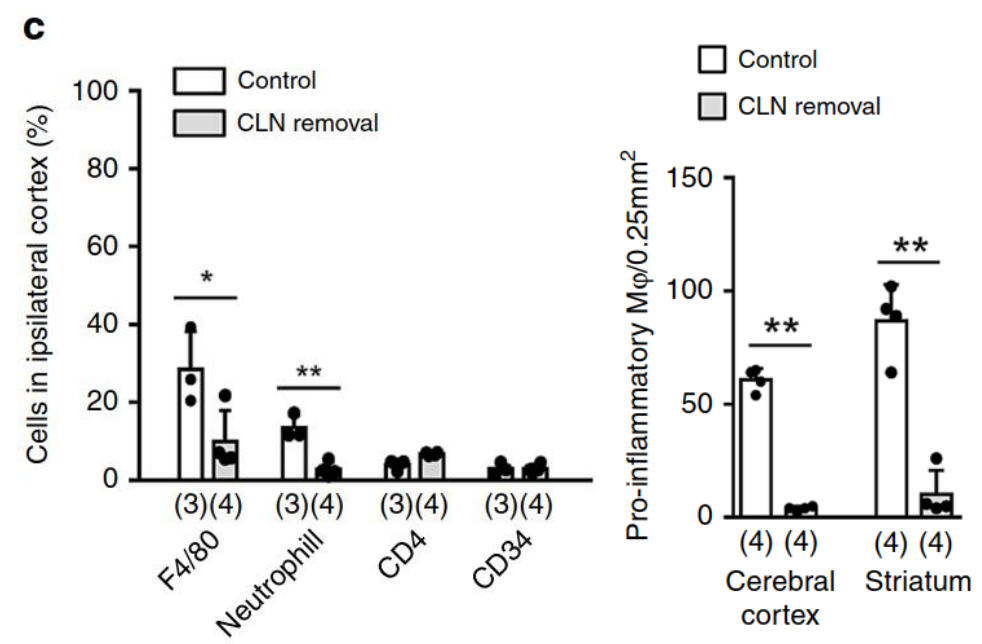 c
Control
CLN removal
Cells in ipsilateral cortex (%)
100
80
60
40
20
0
*
**
(3)(4) (3)(4) (3)(4) (3)(4)
F4/80
Neutrophill
CD4
CD34
Control
CLN removal
Pro-inflammatory Mφ/0.25mm²
150
100
50
0
**
**
(4) (4) (4) (4)
Cerebral
cortex
Striatum